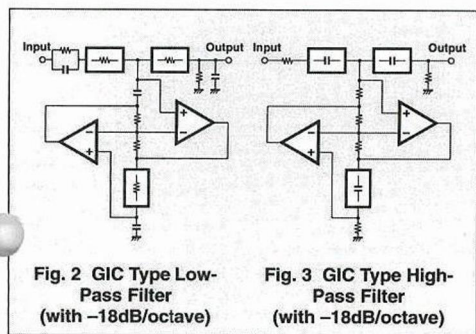 Input
Output
Input
Output
+
−
−
+
+
−
−
+
Fig. 2 GIC Type Low-
Pass Filter
(with –18dB/octave)
Fig. 3 GIC Type High-
Pass Filter
(with –18dB/octave)